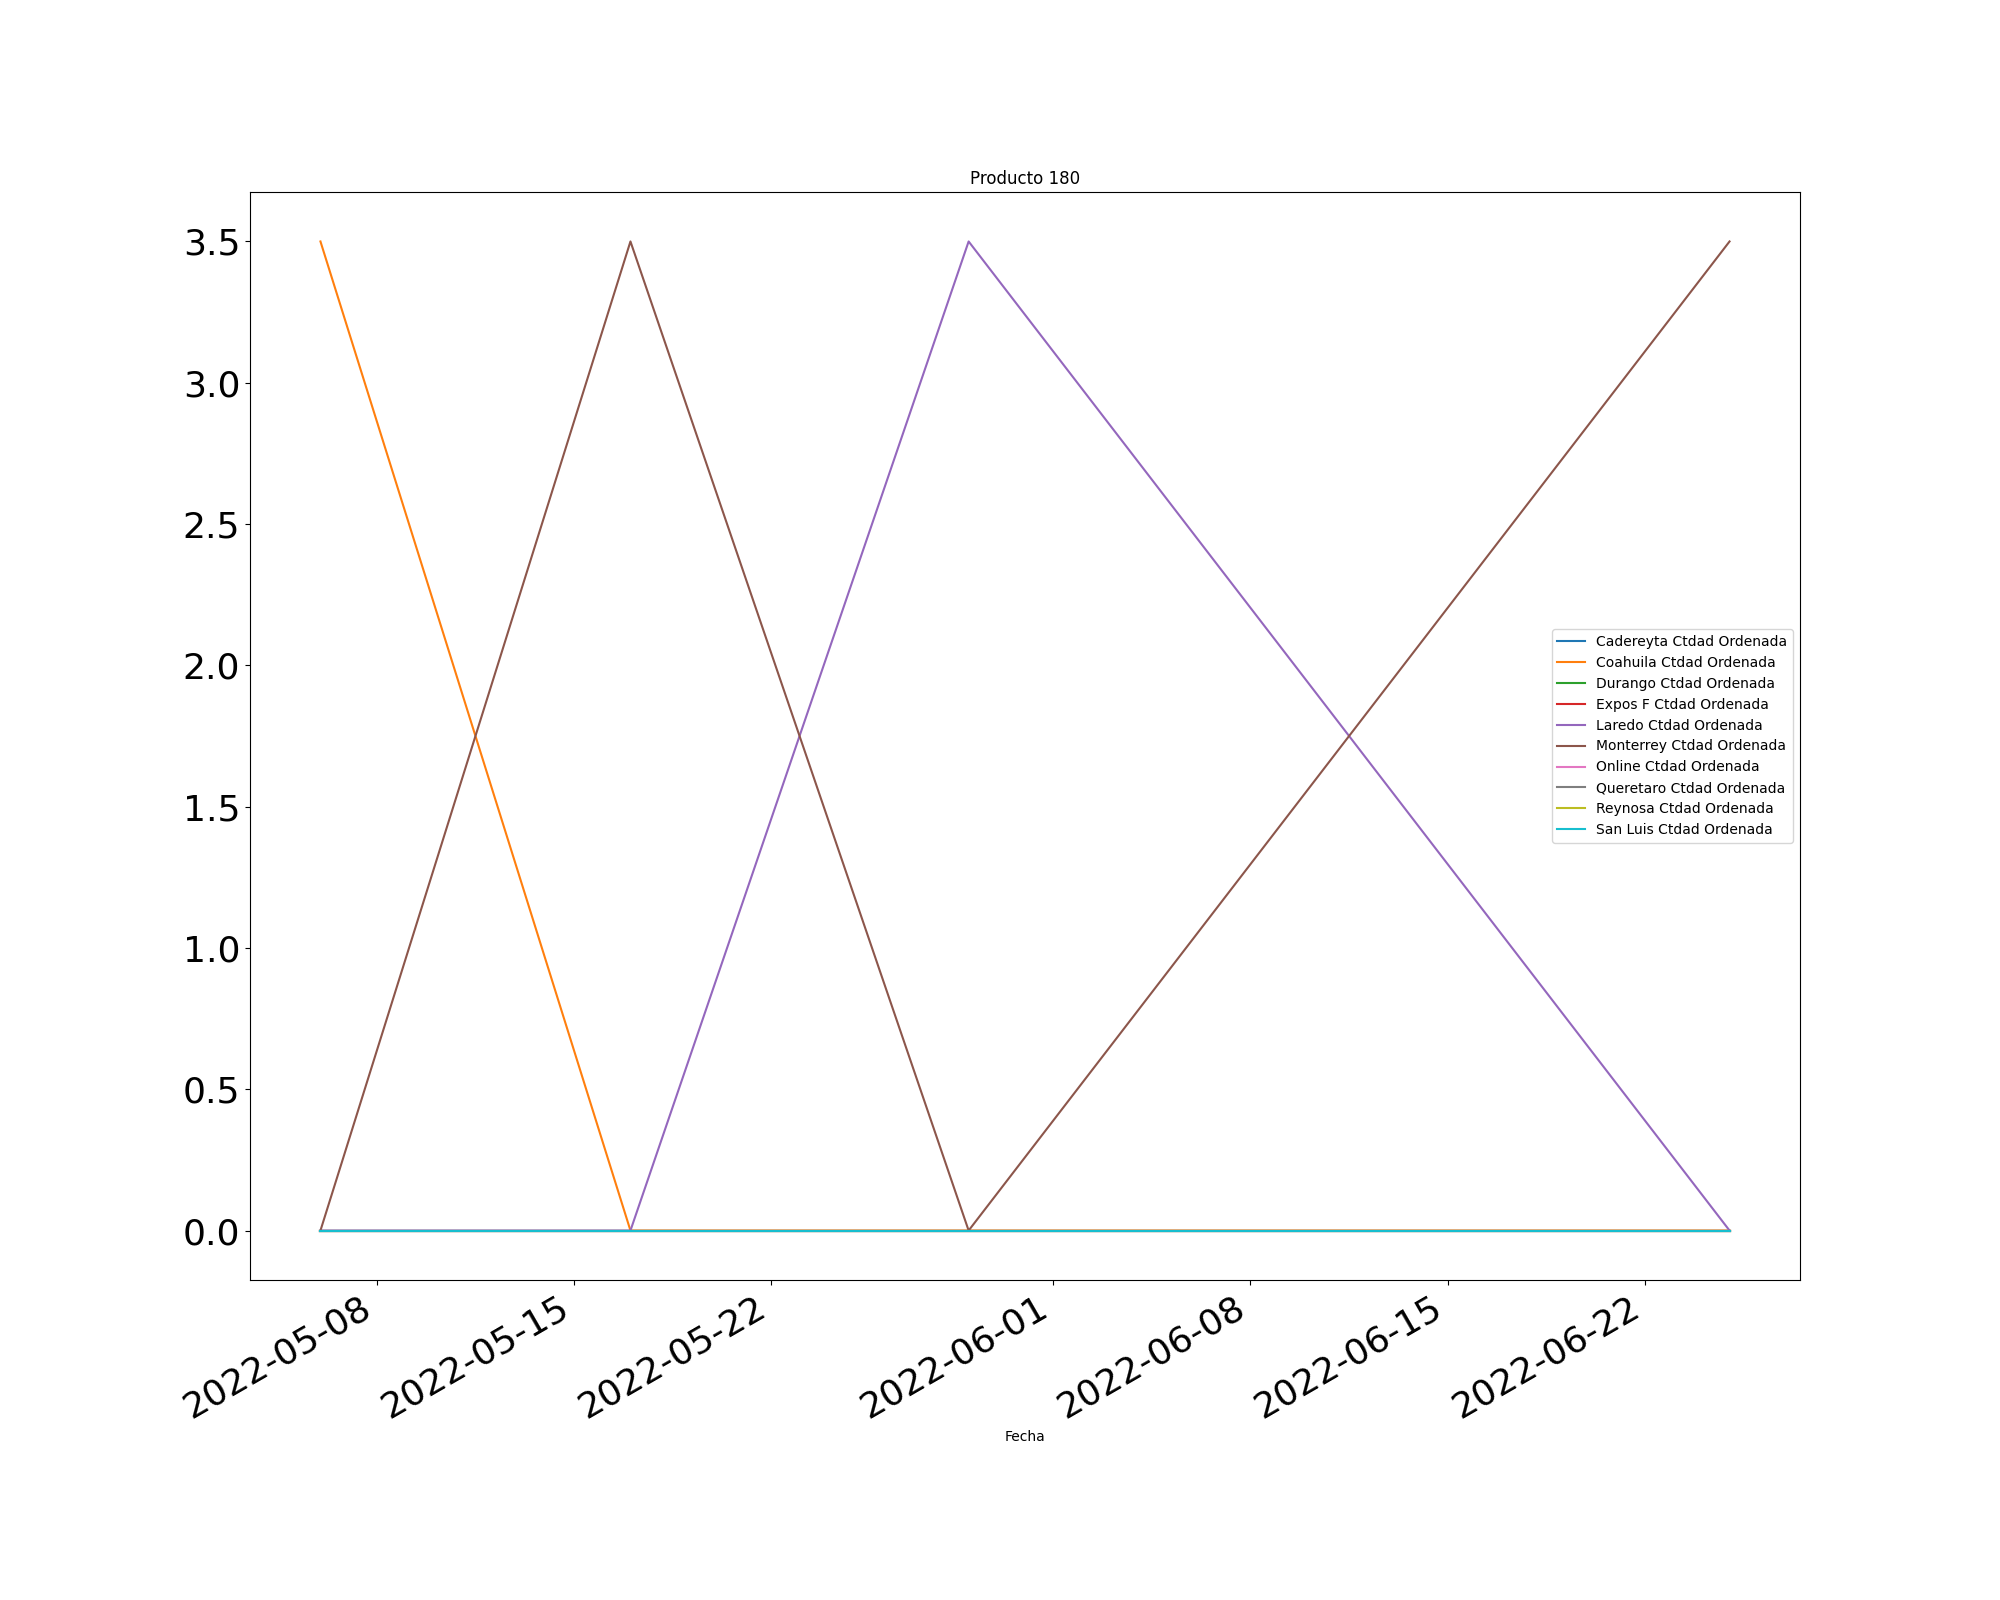 Producto 180
3.5
3.0
2.5
2.0
1.5
1.0
0.5
0.0
Cadereyta Ctdad Ordenada
Coahuila Ctdad Ordenada
Durango Ctdad Ordenada
Expos F Ctdad Ordenada
Laredo Ctdad Ordenada
Monterrey Ctdad Ordenada
Online Ctdad Ordenada
Queretaro Ctdad Ordenada
Reynosa Ctdad Ordenada
San Luis Ctdad Ordenada
2022-05-08
2022-05-15
2022-05-22
2022-06-01
2022-06-08
2022-06-15
2022-06-22
Fecha